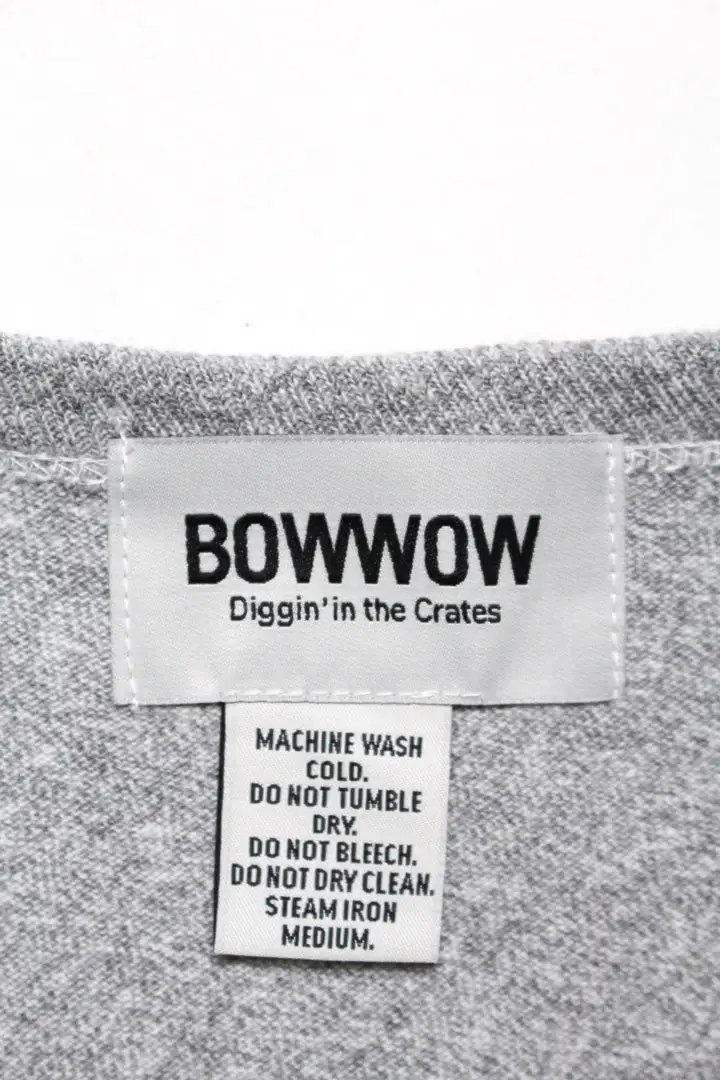 BOWWOW
Diggin' in the Crates
MACHINE WASH
COLD.
DO NOT TUMBLE
DRY.
DO NOT BLEECH.
DO NOT DRY CLEAN.
STEAM IRON
MEDIUM.